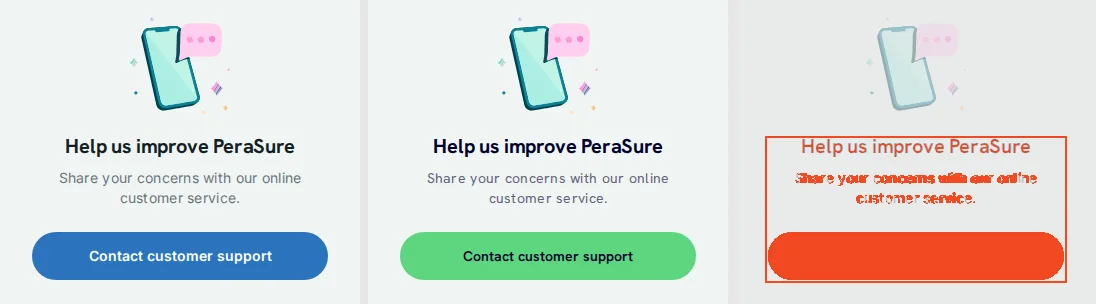 Help us improve PeraSure
Share your concerns with our online
customer service.
Contact customer support
Help us improve PeraSure
Share your concerns with our online
customer service.
Contact customer support
Help us improve PeraSure
Share your concerns with our online
customer service.